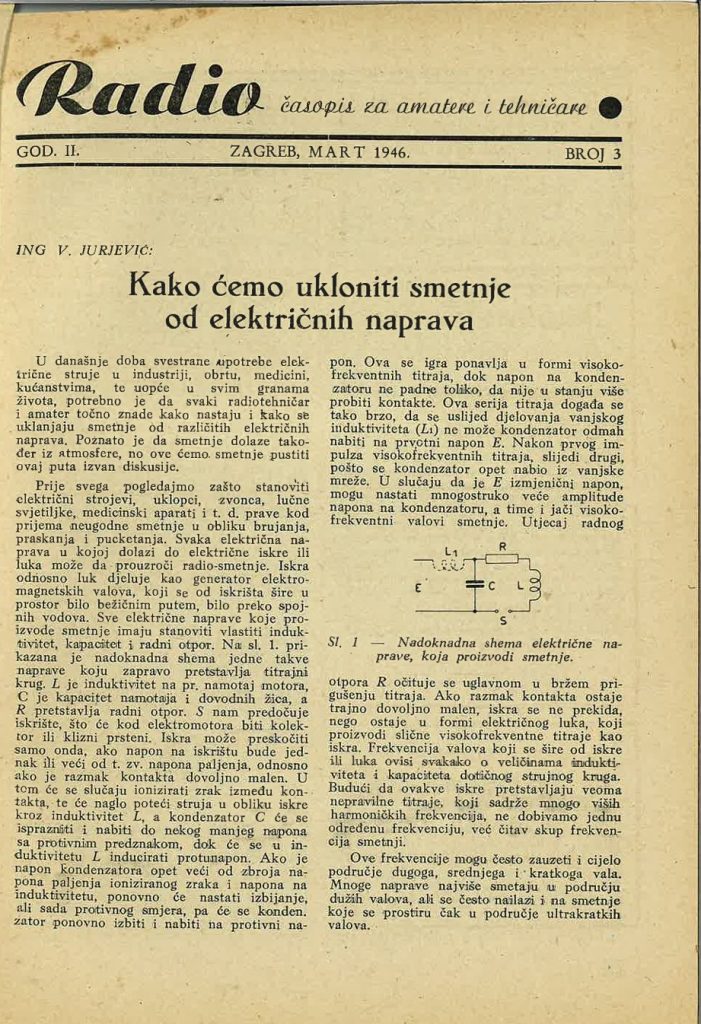 Radio časopis za amatere i tehničare
GOD. II. ZAGREB, MART 1946. BROJ 3
ING V. JURJEVIĆ:
Kako ćemo ukloniti smetnje
od električnih naprava
U današnje doba svestrane upotrebe elek-
trične struje u industriji, obrtu, medicini,
kućanstvima, te uopće u svim granama
života, potrebno je da svaki radiotehničar
i amater točno znade kako nastaju i kako se
uklanjaju smetnje od različitih električnih
naprava. Poznato je da smetnje dolaze tako-
đer iz atmosfere, no ove ćemo smetnje pustiti
ovaj puta izvan diskusije.
Prije svega pogledajmo zašto stanoviti
električni strojevi, uklopci, zvonca, lučne
svjetiljke, medicinski aparati i t. d. prave kod
prijema neugodne smetnje u obliku brujanja,
praskanja i pucketanja. Svaka električna na-
prava u kojoj dolazi do električne iskre ili
luka može da prouzroči radio-smetnje. Iskra
odnosno luk djeluje kao generator elektro-
magnetskih valova, koji se od iskrišta šire u
prostor bilo bežičnim putem, bilo preko spoj-
nih vodova. Sve električne naprave koje pro-
izvode smetnje imaju stanoviti vlastiti induk-
tivitet, kapacitet i radni otpor. Na sl. 1. pri-
kazana je nadoknadna shema jedne takve
naprave koju zapravo pretstavlja titrajni
krug. L je induktivitet na pr. namotaj motora,
C je kapacitet namotaja i dovodnih žica, a
R pretstavlja radni otpor. S nam predočuje
iskrište, što će kod elektromotora biti kolek-
tor ili klizni prsteni. Iskra može preskočiti
samo onda, ako napon na iskrištu bude jed-
nak ili veći od t. zv. napona paljenja, odnosno
ako je razmak kontakta dovoljno malen. U
tom će se slučaju ionizirati zrak između kon-
takta, te će naglo poteći struja u obliku iskre
kroz induktivitet L, a kondenzator C će se
isprazniti i nabiti do nekog manjeg napona
sa protivnim predznakom, dok će se u in-
duktivitetu L inducirati protunapon. Ako je
napon kondenzatora opet veći od zbroja na-
pona paljenja ioniziranog zraka i napona na
induktivitetu, ponovno će nastati izbijanje,
ali sada protivnog smjera, pa će se konden.
zator ponovno izbiti i nabiti na protivni na-
pon. Ova se igra ponavlja u formi visoko-
frekventnih titraja, dok napon na konden-
zatoru ne padne toliko, da nije u stanju više
probiti kontakte. Ova serija titraja događa se
tako brzo, da se uslijed djelovanja vanjskog
induktiviteta (L1) ne može kondenzator odmah
nabiti na prvotni napon E. Nakon prvog im-
pulza visokofrekventnih titraja, slijedi drugi,
pošto se kondenzator opet nabio iz vanjske
mreže. U slučaju da je E izmjenični napon,
mogu nastati mnogostruko veće amplitude
napona na kondenzatoru, a time i jači visoko-
frekventni valovi smetnje. Utjecaj radnog
L1 R
E C L
S
Sl. 1 — Nadoknadna shema električne na-
prave, koja proizvodi smetnje.
otpora R očituje se uglavnom u bržem pri-
gušenju titraja. Ako razmak kontakta ostaje
trajno dovoljno malen, iskra se ne prekida,
nego ostaje u formi električnog luka, koji
proizvodi slične visokofrekventne titraje kao
iskra. Frekvencija valova koji se šire od iskre
ili luka ovisi svakako o veličinama indukti-
viteta i kapaciteta dotičnog strujnog kruga.
Budući da ovakve iskre pretstavljaju veoma
nepravilne titraje, koji sadrže mnogo viših
harmoničkih frekvencija, ne dobivamo jednu
određenu frekvenciju, već čitav skup frekven-
cija smetnji.
Ove frekvencije mogu često zauzeti i cijelo
područje dugoga, srednjega i kratkoga vala.
Mnoge naprave najviše smetaju u području
dužih valova, ali se često nailazi i na smetnje
koje se prostiru čak u područje ultrakratkih
valova.